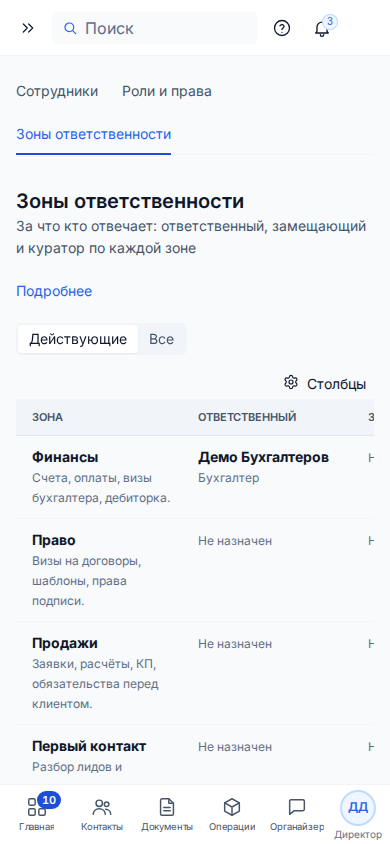 Поиск
3
Сотрудники Роли и права
Зоны ответственности
Зоны ответственности
За что кто отвечает: ответственный, замещающий
и куратор по каждой зоне
Подробнее
Действующие Все
Столбцы
ЗОНА ОТВЕТСТВЕННЫЙ
Финансы Демо Бухгалтеров
Счета, оплаты, визы Бухгалтер
бухгалтера, дебиторка.
Право Не назначен
Визы на договоры,
шаблоны, права
подписи.
Продажи Не назначен
Заявки, расчёты, КП,
обязательства перед
клиентом.
Первый контакт Не назначен
Разбор лидов и
10
ДД
Главная Контакты Документы Операции Органайзер
Директор